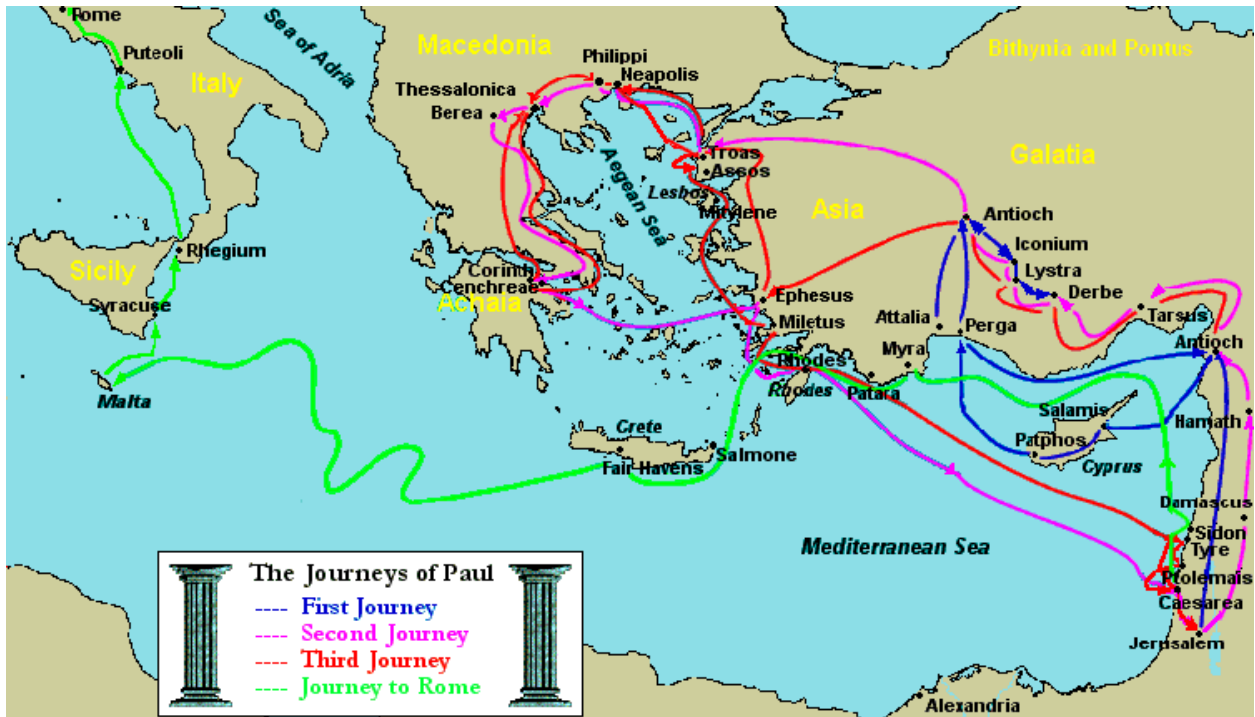 Rome
Puteoli
Italy
Sea of Adria
Macedonia
Philippi
Neapolis
Thessalonica
Berea
Bithynia and Pontus
Galatia
Aegean Sea
Troas
Assos
Lesbos
Mitylene
Asia
Antioch
Iconium
Lystra
Derbe
Tarsus
Antioch
Rhegium
Sicily
Syracuse
Malta
Corinth
Cenchreae
Achaia
Ephesus
Miletus
Attalia
Perga
Myra
Rhodes
Rhodes
Patara
Salamis
Patphos
Cyprus
Hamath
Crete
Fair Havens
Salmone
Damascus
Sidon
Tyre
Ptolemais
Caesarea
Jerusalem
Mediterranean Sea
Alexandria
The Journeys of Paul
---- First Journey
---- Second Journey
---- Third Journey
---- Journey to Rome